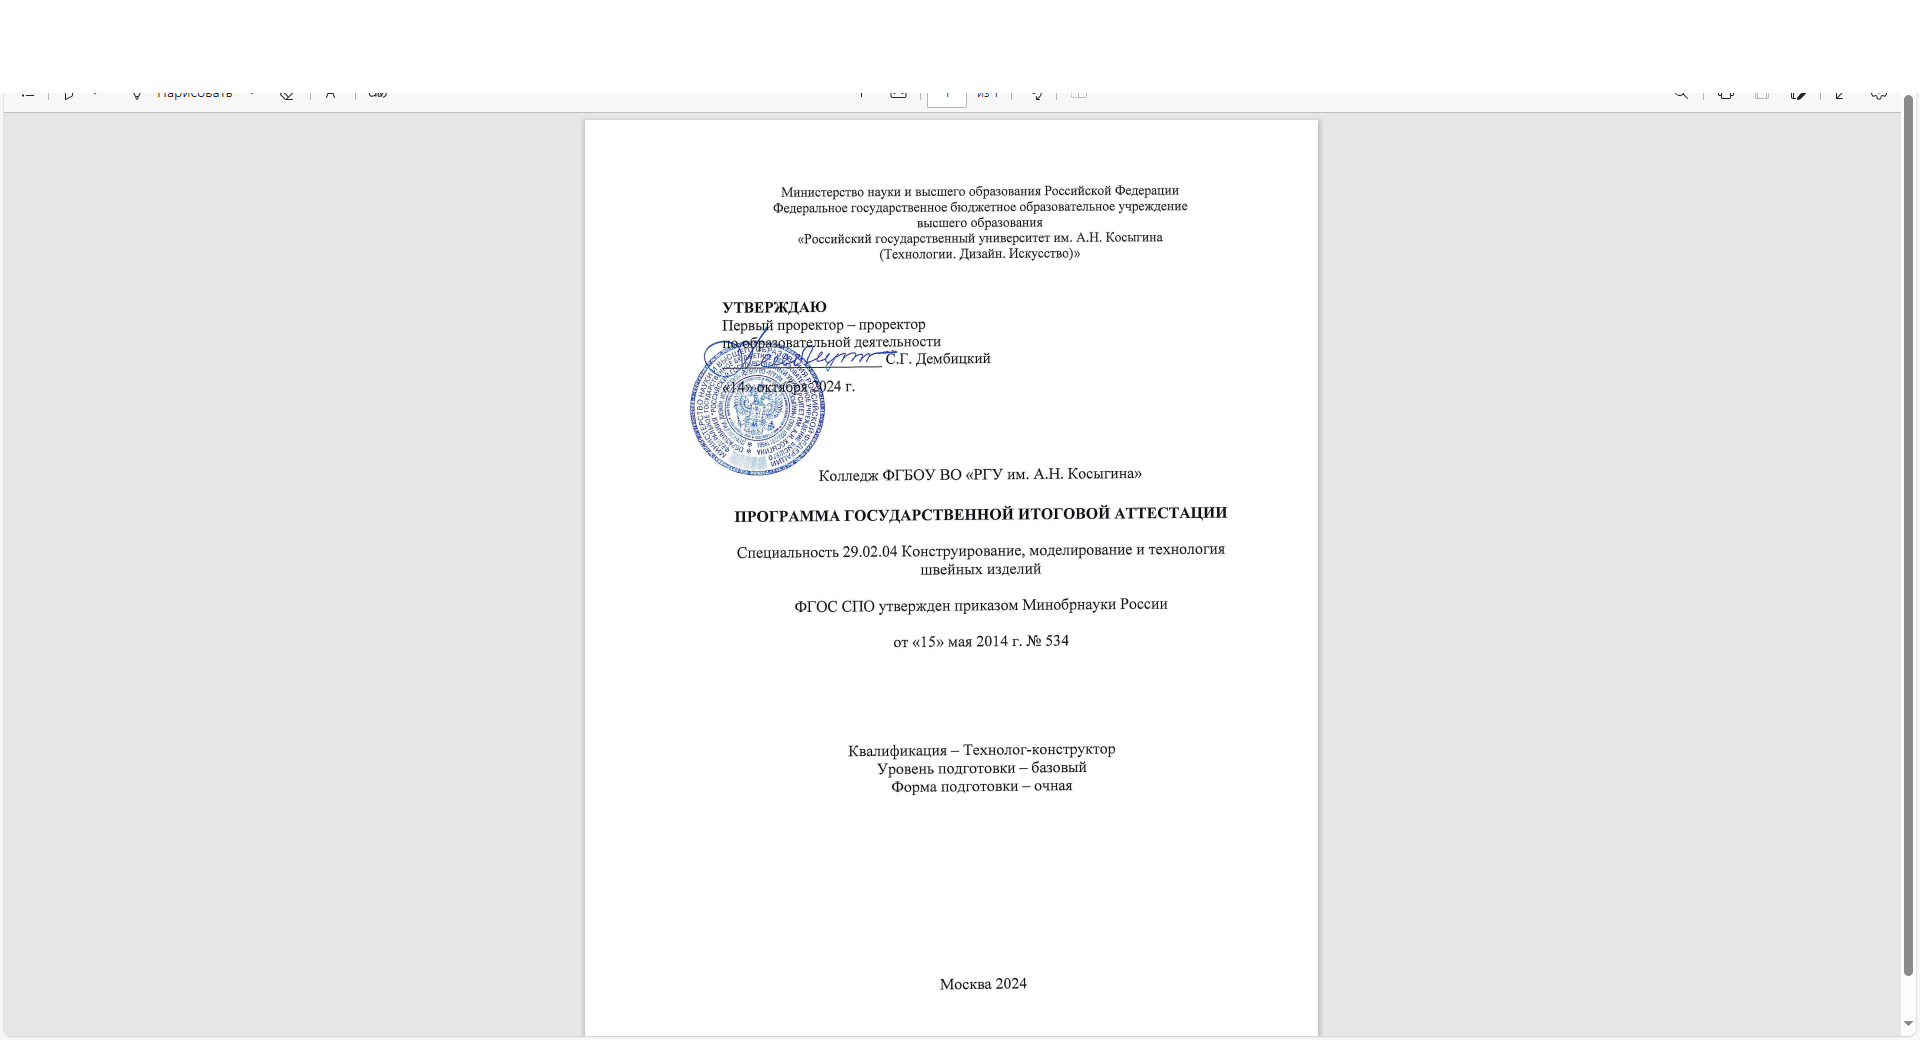 Нарисовать
из 1
Министерство науки и высшего образования Российской Федерации
Федеральное государственное бюджетное образовательное учреждение
высшего образования
«Российский государственный университет им. А.Н. Косыгина
(Технологии. Дизайн. Искусство)»
УТВЕРЖДАЮ
Первый проректор – проректор
по образовательной деятельности
С.Г. Дембицкий
«14» октября 2024 г.
Колледж ФГБОУ ВО «РГУ им. А.Н. Косыгина»
ПРОГРАММА ГОСУДАРСТВЕННОЙ ИТОГОВОЙ АТТЕСТАЦИИ
Специальность 29.02.04 Конструирование, моделирование и технология
швейных изделий
ФГОС СПО утвержден приказом Минобрнауки России
от «15» мая 2014 г. № 534
Квалификация – Технолог-конструктор
Уровень подготовки – базовый
Форма подготовки – очная
Москва 2024